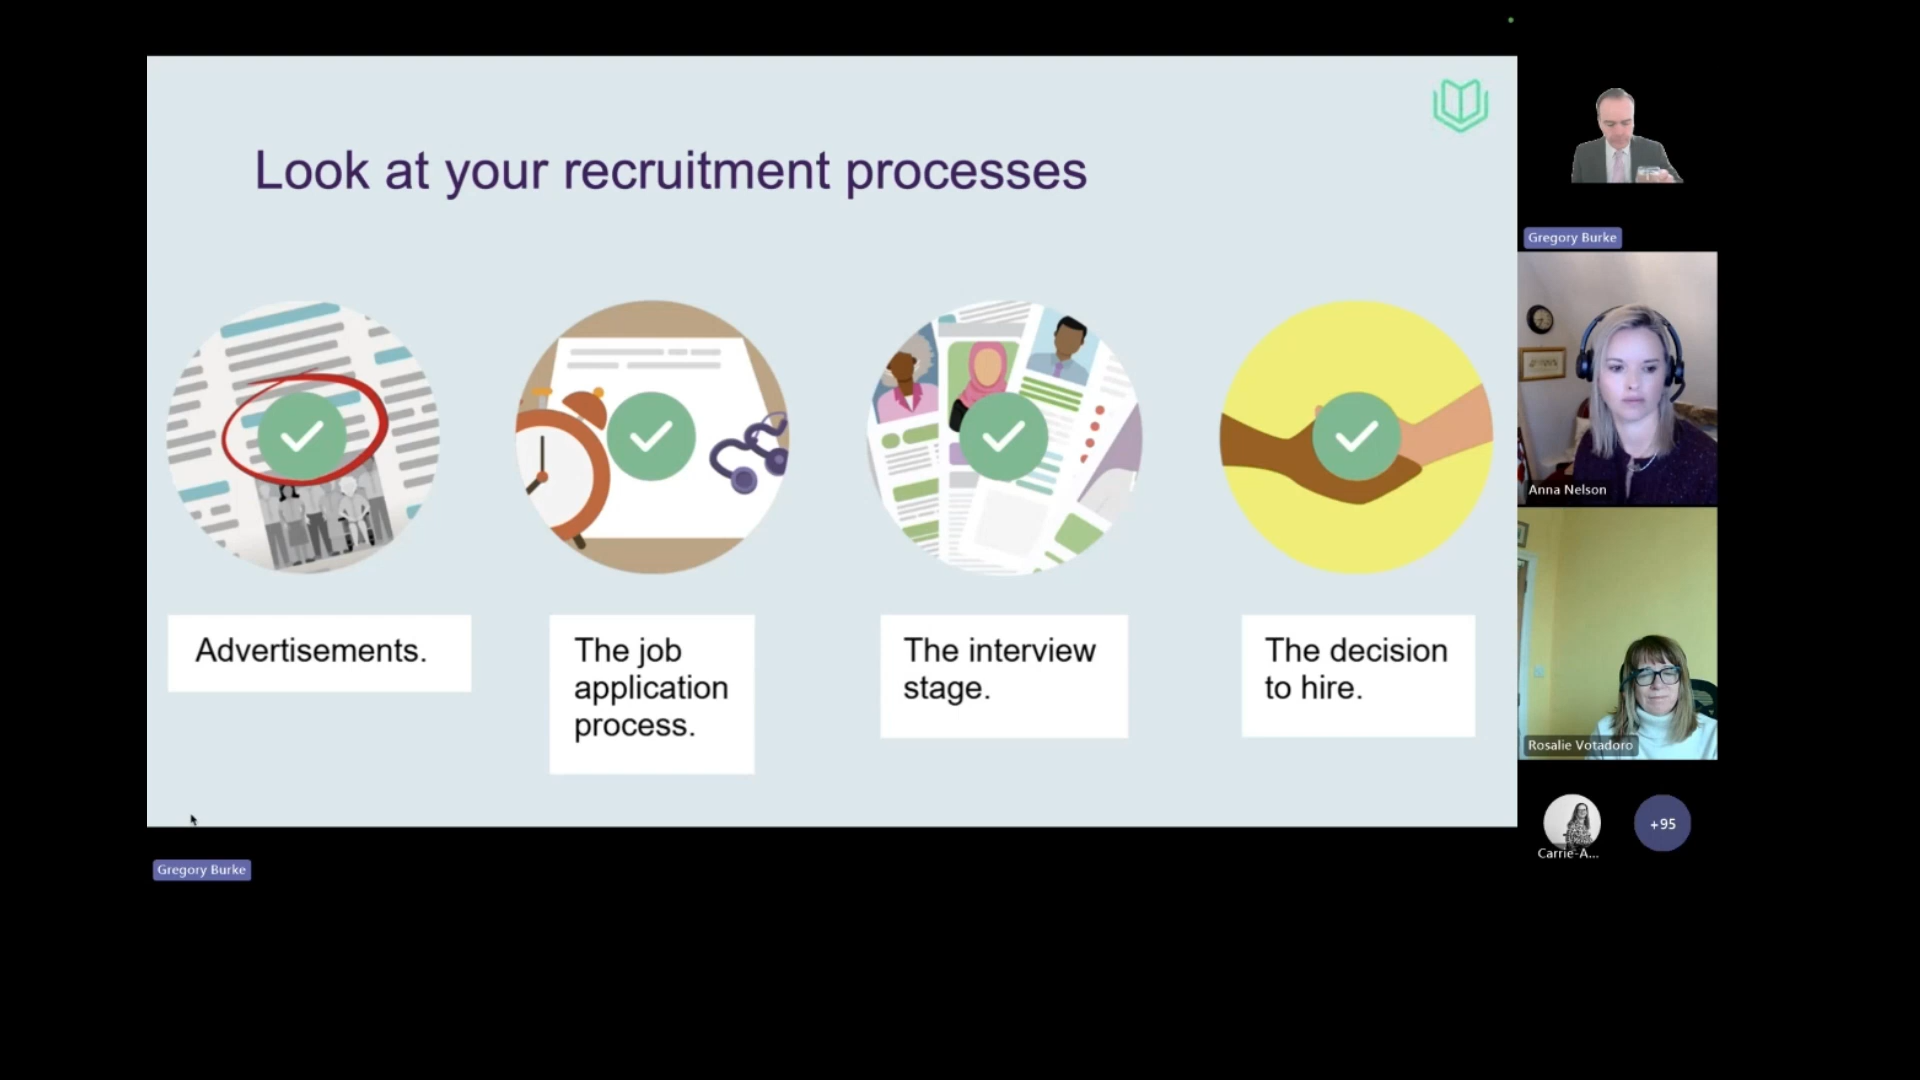 Look at your recruitment processes
Advertisements.
The job
application
process.
The interview
stage.
The decision
to hire.
Gregory Burke
Gregory Burke
Anna Nelson
Rosalie Votadoro
Carrie-A...
+95